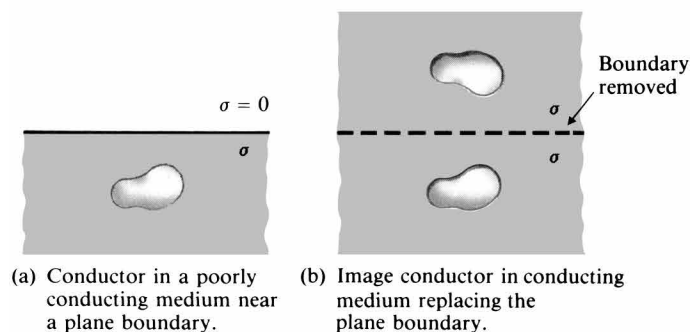 σ = 0
σ
Boundary
removed
σ
σ
(a) Conductor in a poorly
conducting medium near
a plane boundary.
(b) Image conductor in conducting
medium replacing the
plane boundary.